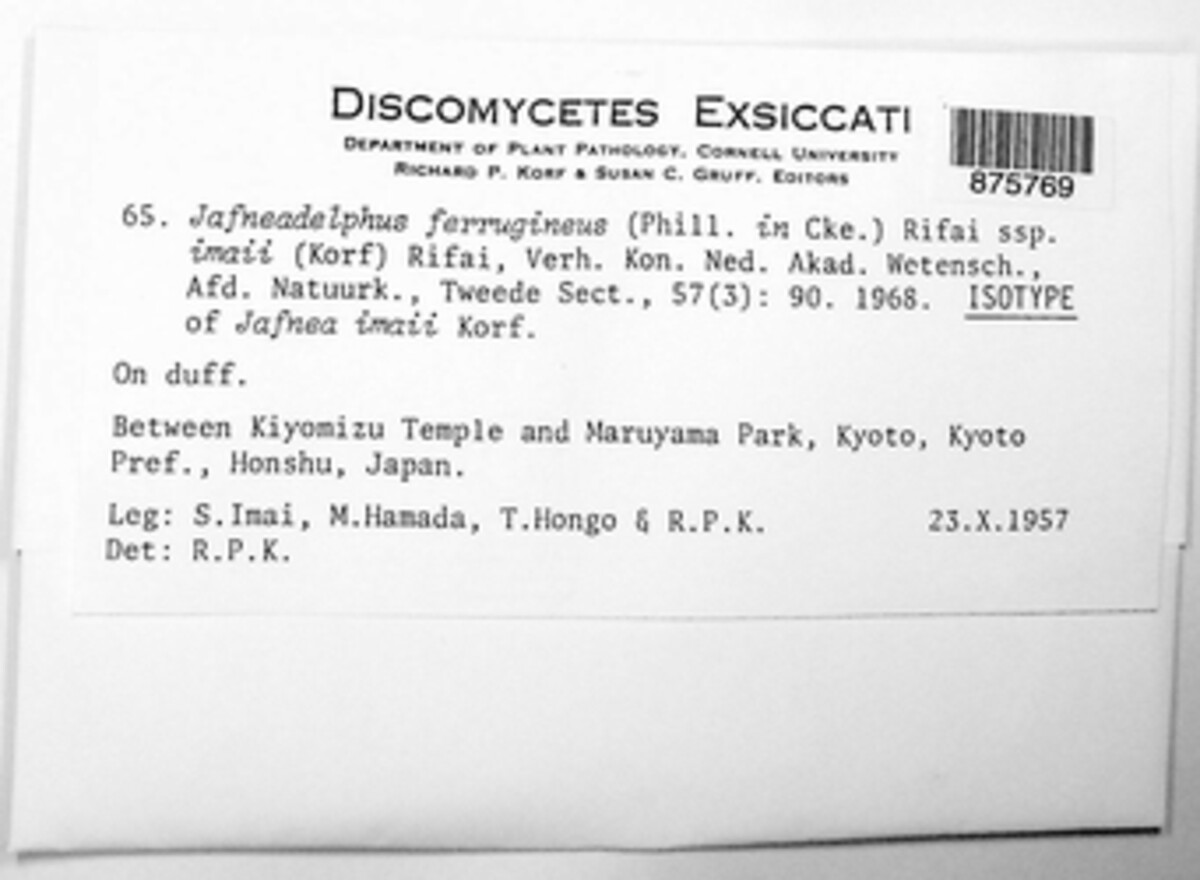 DISCOMYCETES EXSICCATI
DEPARTMENT OF PLANT PATHOLOGY, CORNELL UNIVERSITY
RICHARD P. KORF & SUSAN C. GRUFF, EDITORS
875769
65. Jafneadelphus ferrugineus (Phill. in Cke.) Rifai ssp.
imaii (Korf) Rifai, Verh. Kon. Ned. Akad. Wetensch.,
Afd. Natuurk., Tweede Sect., 57(3): 90. 1968. ISOTYPE
of Jafnea imaii Korf.
On duff.
Between Kiyomizu Temple and Maruyama Park, Kyoto, Kyoto
Pref., Honshu, Japan.
Leg: S.Imai, M.Hamada, T.Hongo & R.P.K. 23.X.1957
Det: R.P.K.